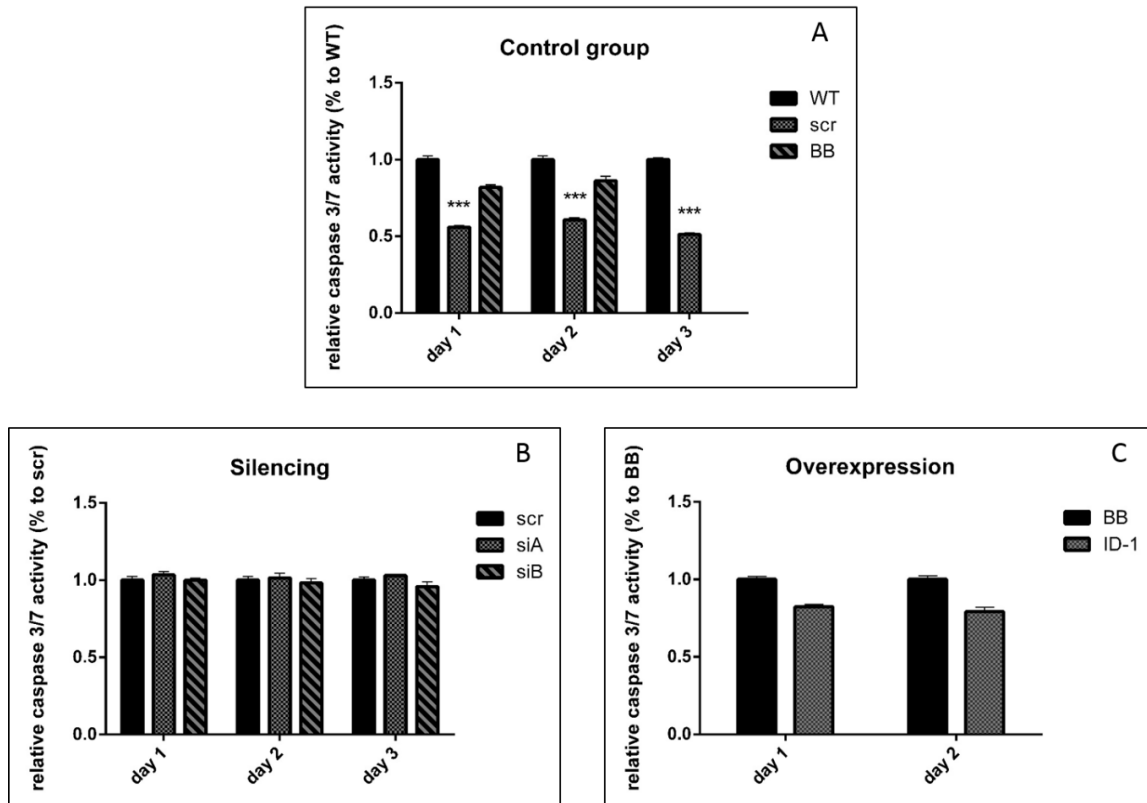 A
Control group
relative caspase 3/7 activity (% to WT)
1.5
1.0
0.5
0.0
WT
scr
BB
***
***
***
day 1
day 2
day 3
B
Silencing
relative caspase 3/7 activity (% to scr)
1.5
1.0
0.5
0.0
scr
siA
siB
day 1
day 2
day 3
C
Overexpression
relative caspase 3/7 activity (% to BB)
1.5
1.0
0.5
0.0
BB
ID-1
day 1
day 2